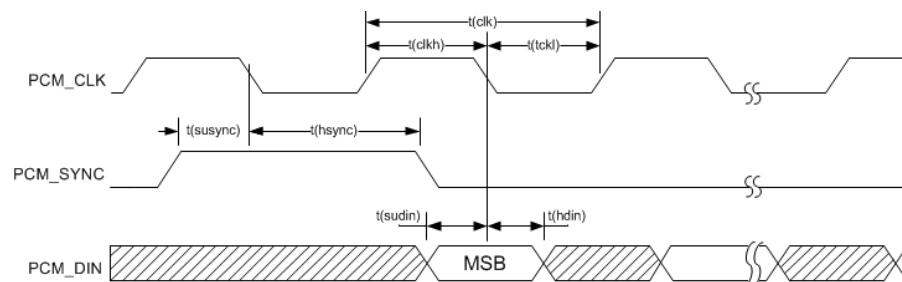 t(clk)
t(clkh)
t(tckl)
PCM_CLK
t(susync)
t(hsync)
PCM_SYNC
t(sudin)
t(hdin)
PCM_DIN
MSB